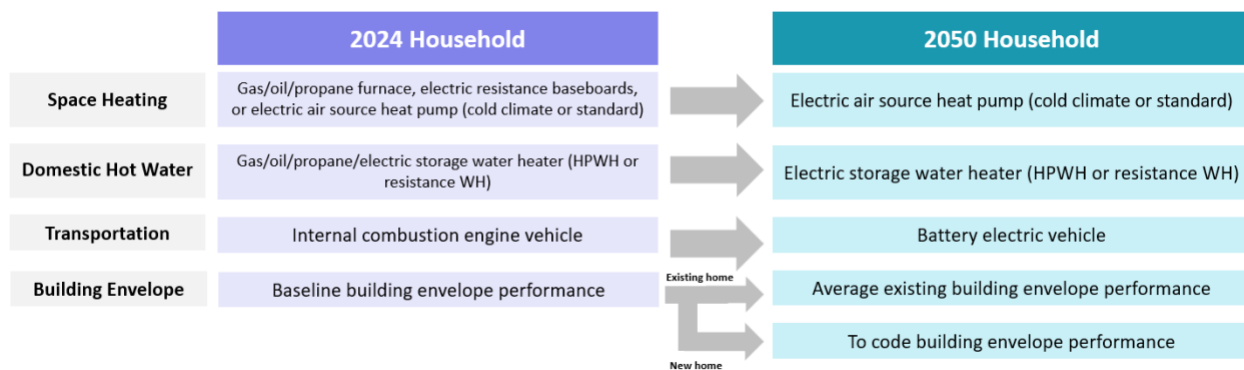 2024 Household
2050 Household
Space Heating
Gas/oil/propane furnace, electric resistance baseboards,
or electric air source heat pump (cold climate or standard)
Electric air source heat pump (cold climate or standard)
Domestic Hot Water
Gas/oil/propane/electric storage water heater (HPWH or
resistance WH)
Electric storage water heater (HPWH or resistance WH)
Transportation
Internal combustion engine vehicle
Battery electric vehicle
Building Envelope
Baseline building envelope performance
Existing home
Average existing building envelope performance
To code building envelope performance
New home